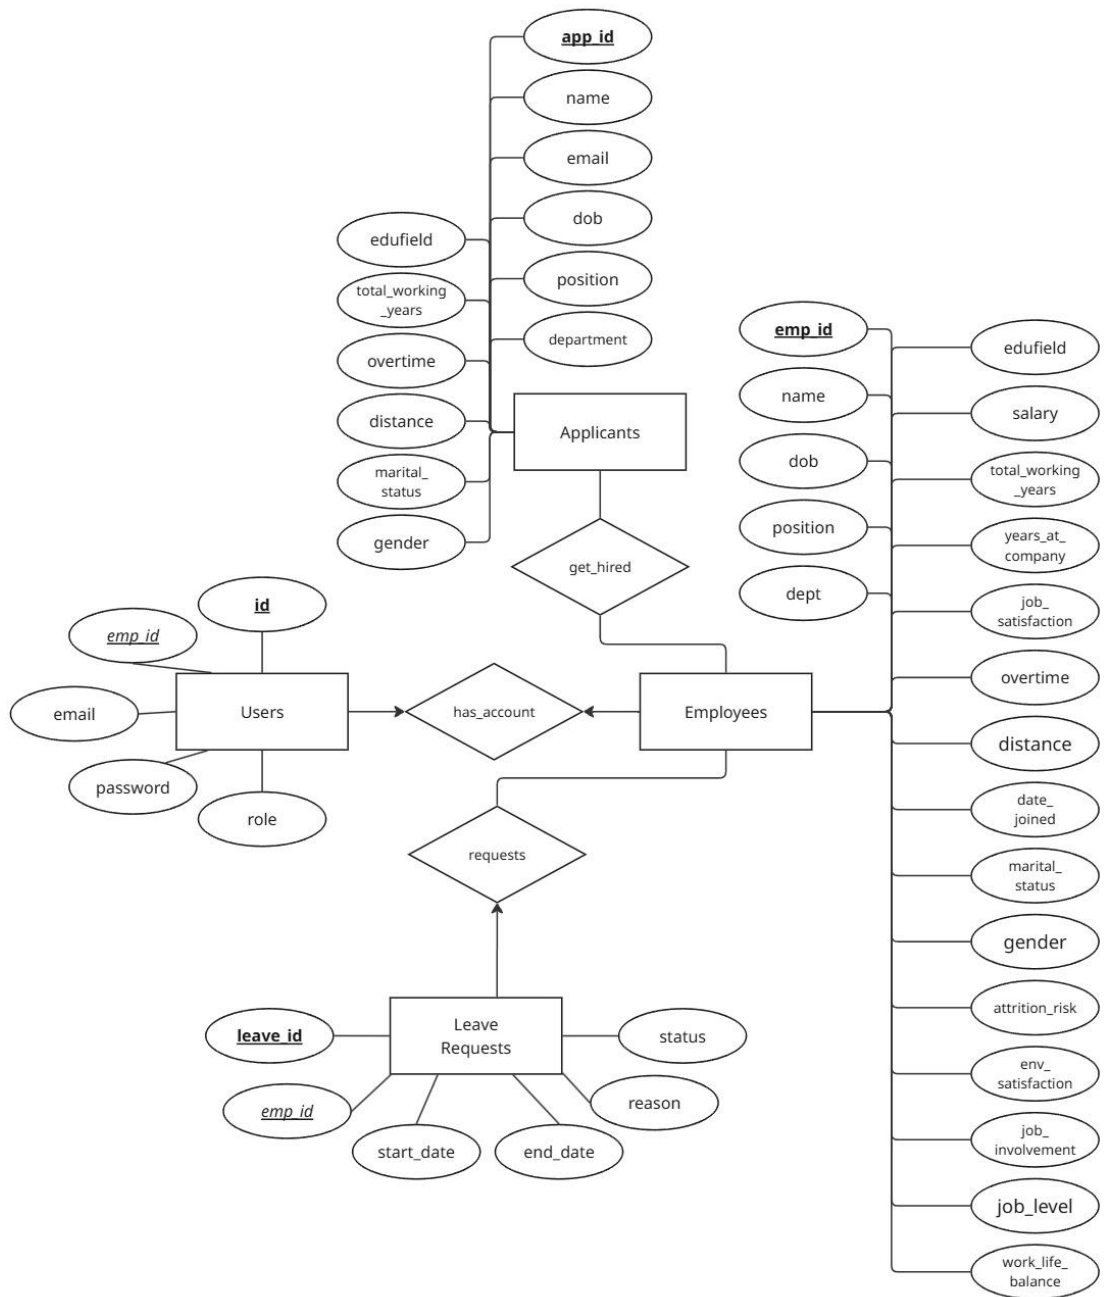 app_id
name
email
dob
position
department
edufield
total_working
_years
overtime
distance
marital_
status
gender
Applicants
get_hired
emp_id
name
dob
position
dept
edufield
salary
total_working
_years
years_at_
company
job_
satisfaction
overtime
distance
date_
joined
marital_
status
gender
attrition_risk
env_
satisfaction
job_
involvement
job_level
work_life_
balance
id
emp_id
email
password
role
Users
has_account
Employees
requests
Leave
Requests
leave_id
emp_id
start_date
end_date
reason
status